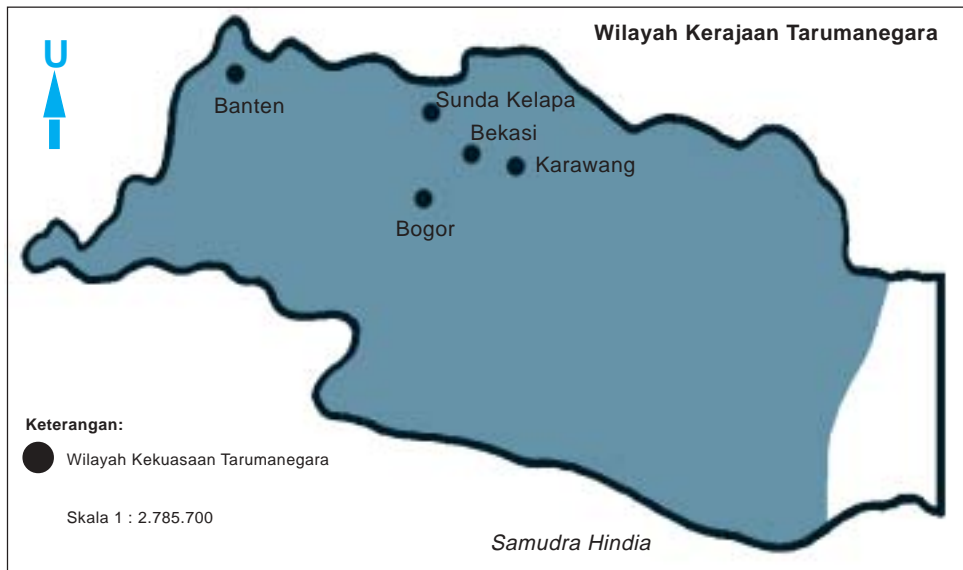 Wilayah Kerajaan Tarumanegara
U
Banten
Sunda Kelapa
Bekasi
Karawang
Bogor
Keterangan:
Wilayah Kekuasaan Tarumanegara
Skala 1 : 2.785.700
Samudra Hindia